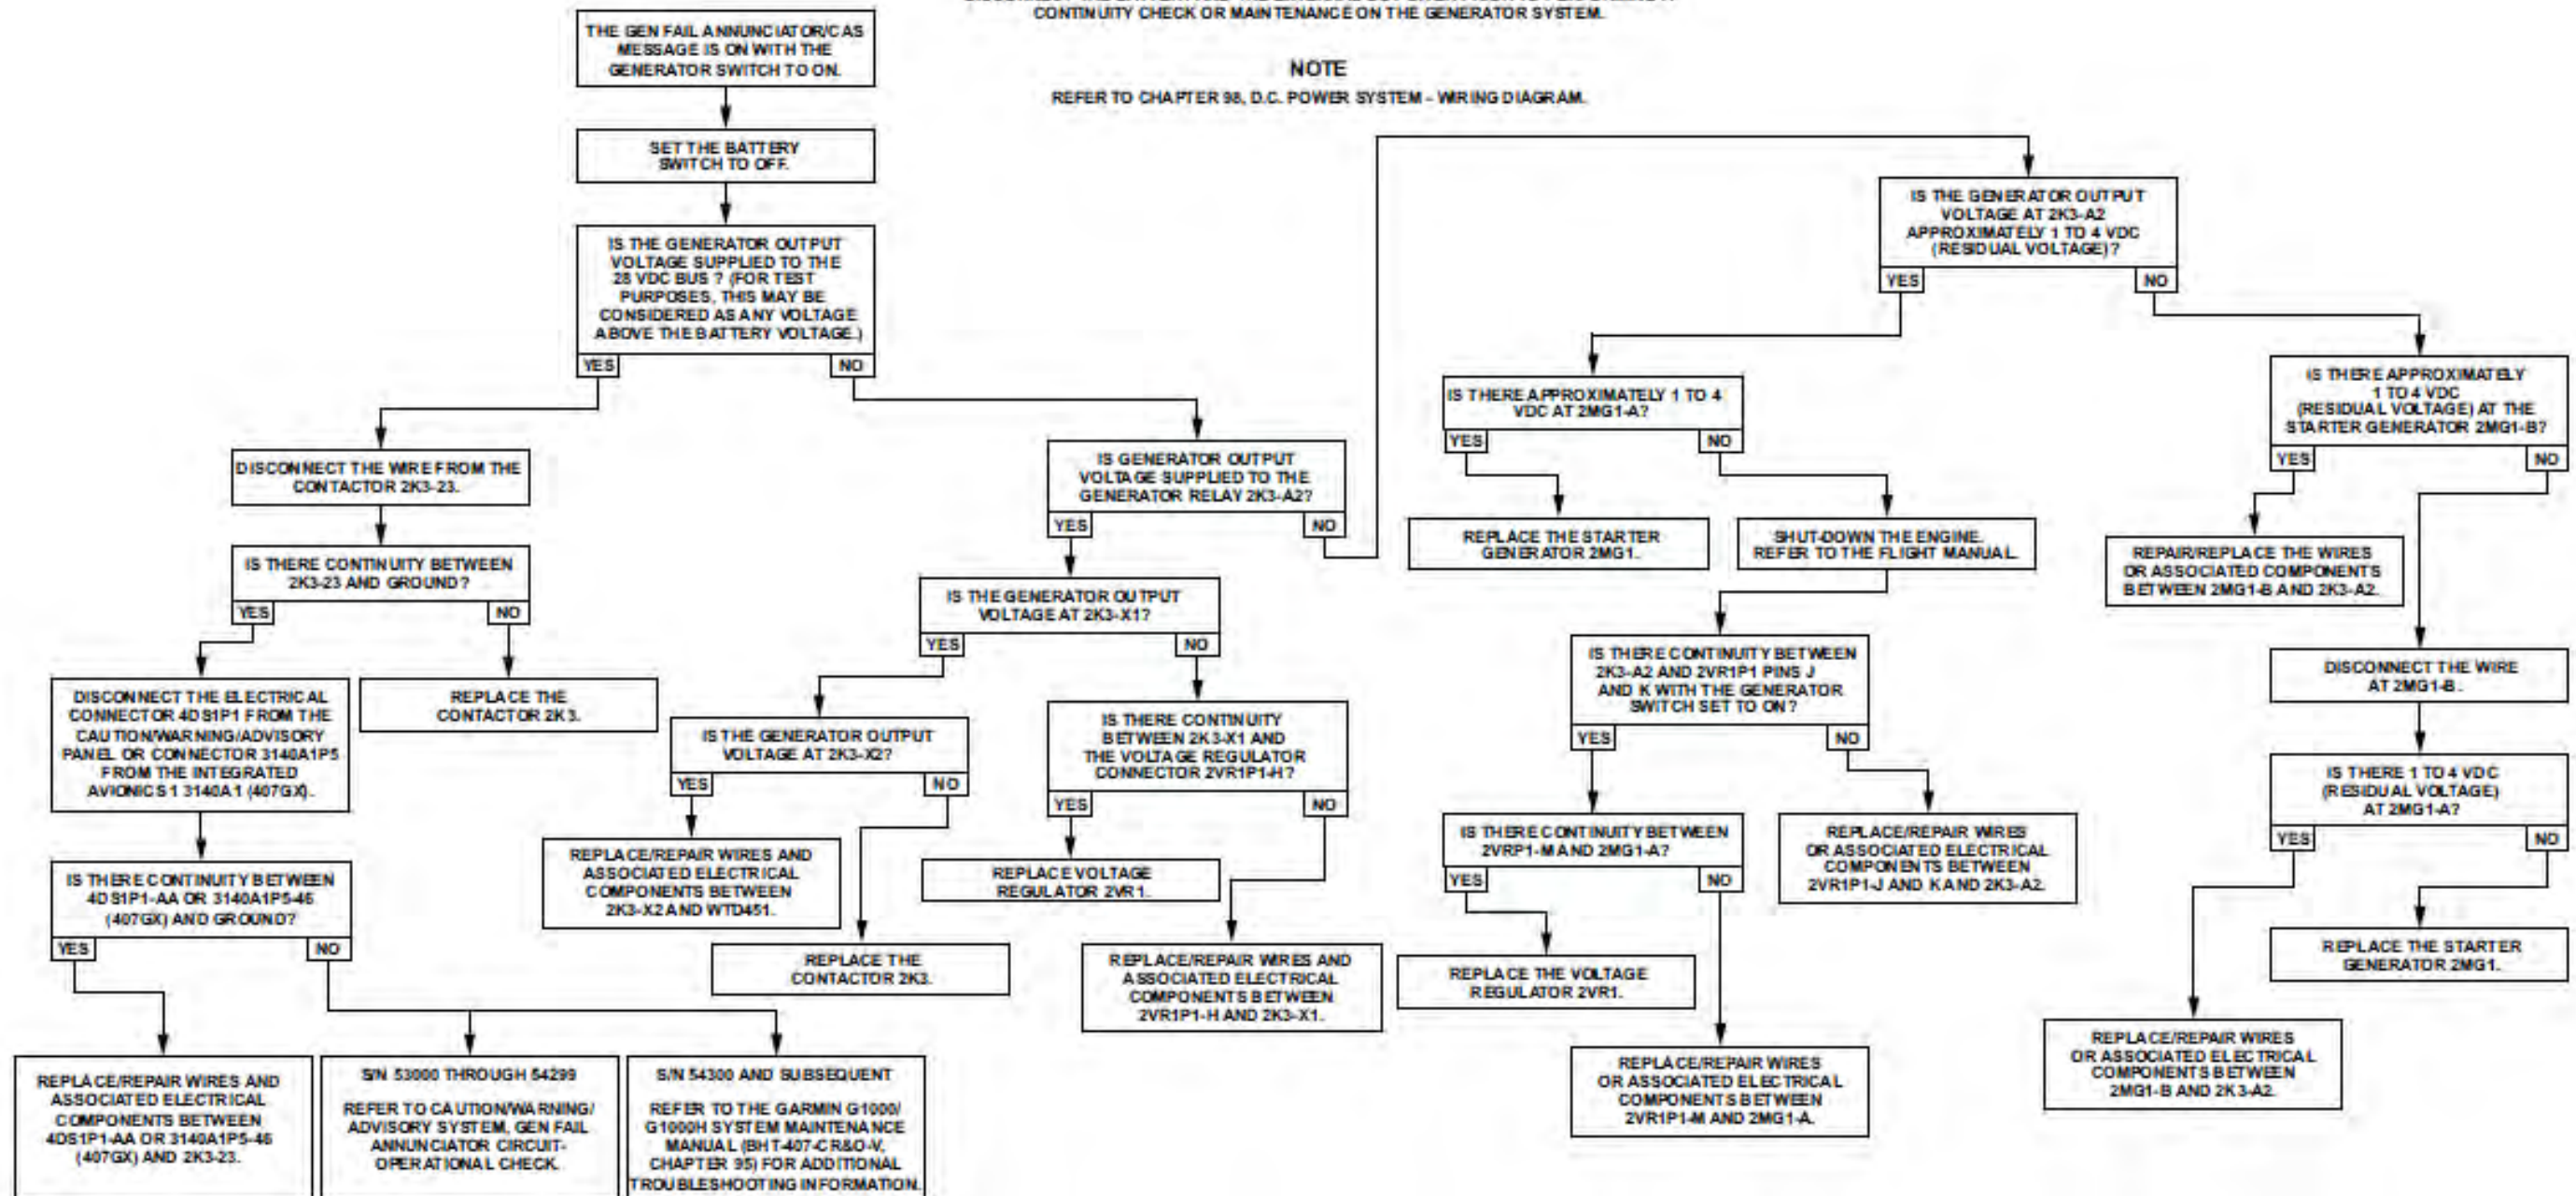 CONTINUITY CHECK OR MAINTENANCE ON THE GENERATOR SYSTEM.
NOTE
REFER TO CHAPTER 98, D.C. POWER SYSTEM - WIRING DIAGRAM.
THE GEN FAIL ANNUNCIATOR/CAS
MESSAGE IS ON WITH THE
GENERATOR SWITCH TO ON.
SET THE BATTERY
SWITCH TO OFF.
IS THE GENERATOR OUTPUT
VOLTAGE SUPPLIED TO THE
28 VDC BUS ? (FOR TEST
PURPOSES, THIS MAY BE
CONSIDERED AS ANY VOLTAGE
ABOVE THE BATTERY VOLTAGE.)
YES
NO
DISCONNECT THE WIRE FROM THE
CONTACTOR 2K3-23.
IS THERE CONTINUITY BETWEEN
2K3-23 AND GROUND?
YES
NO
DISCONNECT THE ELECTRICAL
CONNECTOR 4DS1P1 FROM THE
CAUTION/WARNING/ADVISORY
PANEL OR CONNECTOR 3140A1P5
FROM THE INTEGRATED
AVIONICS 1 3140A1 (407GX).
REPLACE THE
CONTACTOR 2K3.
IS THERE CONTINUITY BETWEEN
4DS1P1-AA OR 3140A1P5-46
(407GX) AND GROUND?
YES
NO
REPLACE/REPAIR WIRES AND
ASSOCIATED ELECTRICAL
COMPONENTS BETWEEN
4DS1P1-AA OR 3140A1P5-46
(407GX) AND 2K3-23.
S/N 53000 THROUGH 54299
REFER TO CAUTION/WARNING/
ADVISORY SYSTEM, GEN FAIL
ANNUNCIATOR CIRCUIT-
OPERATIONAL CHECK.
S/N 54300 AND SUBSEQUENT
REFER TO THE GARMIN G1000/
G1000H SYSTEM MAINTENANCE
MANUAL (BHT-407-CR&O-V,
CHAPTER 95) FOR ADDITIONAL
TROUBLESHOOTING INFORMATION.
IS GENERATOR OUTPUT
VOLTAGE SUPPLIED TO THE
GENERATOR RELAY 2K3-A2?
YES
NO
IS THE GENERATOR OUTPUT
VOLTAGE AT 2K3-X1?
YES
NO
IS THE GENERATOR OUTPUT
VOLTAGE AT 2K3-X2?
YES
NO
REPLACE/REPAIR WIRES AND
ASSOCIATED ELECTRICAL
COMPONENTS BETWEEN
2K3-X2 AND WTD451.
REPLACE THE
CONTACTOR 2K3.
IS THERE CONTINUITY
BETWEEN 2K3-X1 AND
THE VOLTAGE REGULATOR
CONNECTOR 2VR1P1-H?
YES
NO
REPLACE VOLTAGE
REGULATOR 2VR1.
REPLACE/REPAIR WIRES AND
ASSOCIATED ELECTRICAL
COMPONENTS BETWEEN
2VR1P1-H AND 2K3-X1.
IS THE GENERATOR OUTPUT
VOLTAGE AT 2K3-A2
APPROXIMATELY 1 TO 4 VDC
(RESIDUAL VOLTAGE)?
YES
NO
IS THERE APPROXIMATELY 1 TO 4
VDC AT 2MG1-A?
YES
NO
REPLACE THE STARTER
GENERATOR 2MG1.
SHUT-DOWN THE ENGINE.
REFER TO THE FLIGHT MANUAL.
IS THERE CONTINUITY BETWEEN
2K3-A2 AND 2VR1P1 PINS J
AND K WITH THE GENERATOR
SWITCH SET TO ON?
YES
NO
IS THERE CONTINUITY BETWEEN
2VRP1-M AND 2MG1-A?
YES
NO
REPLACE/REPAIR WIRES
OR ASSOCIATED ELECTRICAL
COMPONENTS BETWEEN
2VR1P1-J AND K AND 2K3-A2.
REPLACE THE VOLTAGE
REGULATOR 2VR1.
REPLACE/REPAIR WIRES
OR ASSOCIATED ELECTRICAL
COMPONENTS BETWEEN
2VR1P1-M AND 2MG1-A.
IS THERE APPROXIMATELY
1 TO 4 VDC
(RESIDUAL VOLTAGE) AT THE
STARTER GENERATOR 2MG1-B?
YES
NO
REPAIR/REPLACE THE WIRES
OR ASSOCIATED COMPONENTS
BETWEEN 2MG1-B AND 2K3-A2.
DISCONNECT THE WIRE
AT 2MG1-B.
IS THERE 1 TO 4 VDC
(RESIDUAL VOLTAGE)
AT 2MG1-A?
YES
NO
REPLACE THE STARTER
GENERATOR 2MG1.
REPLACE/REPAIR WIRES
OR ASSOCIATED ELECTRICAL
COMPONENTS BETWEEN
2MG1-B AND 2K3-A2.